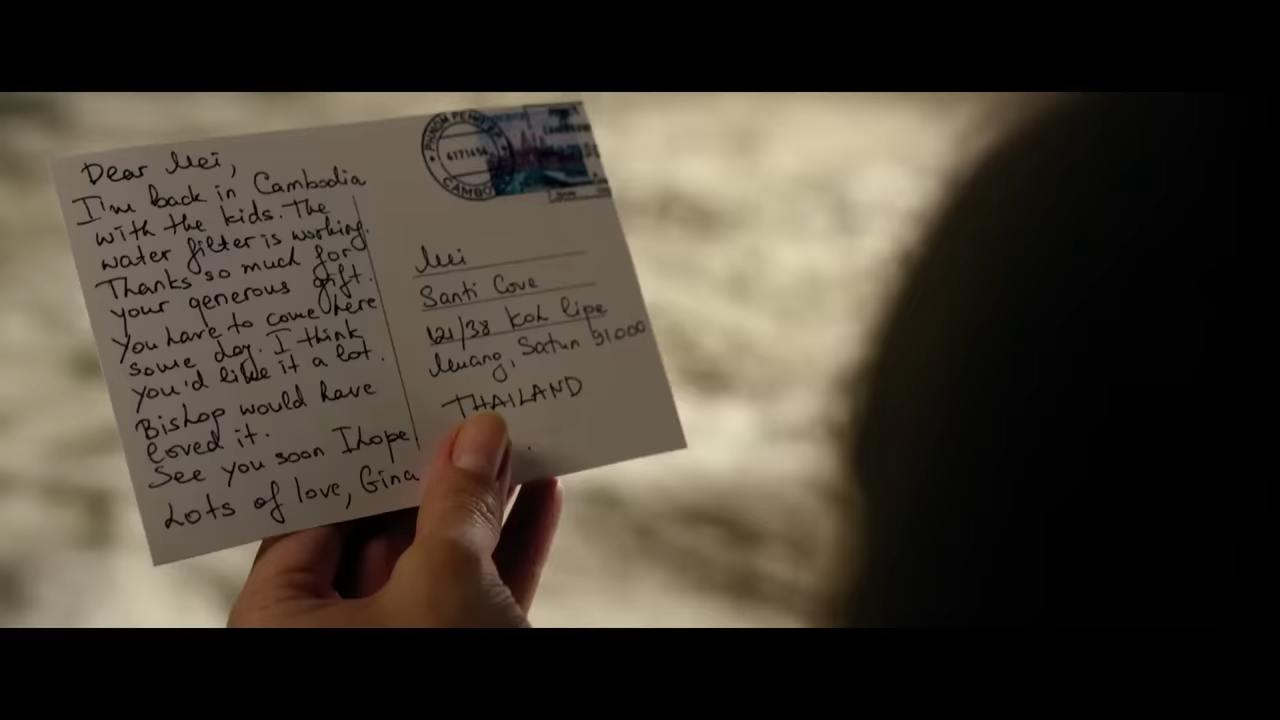 Dear Mei,
I'm back in Cambodia
with the kids. The
water filter is working.
Thanks so much for
your generous gift.
You have to come here
some day. I think
you'd like it a lot.
Bishop would have
loved it.
See you soon I hope
Lots of love, Gina
PHNOM PENH
CAMBO
Mei
Santi Cove
121/38 Koh Lipe
Muang, Satun 91000
THAILAND